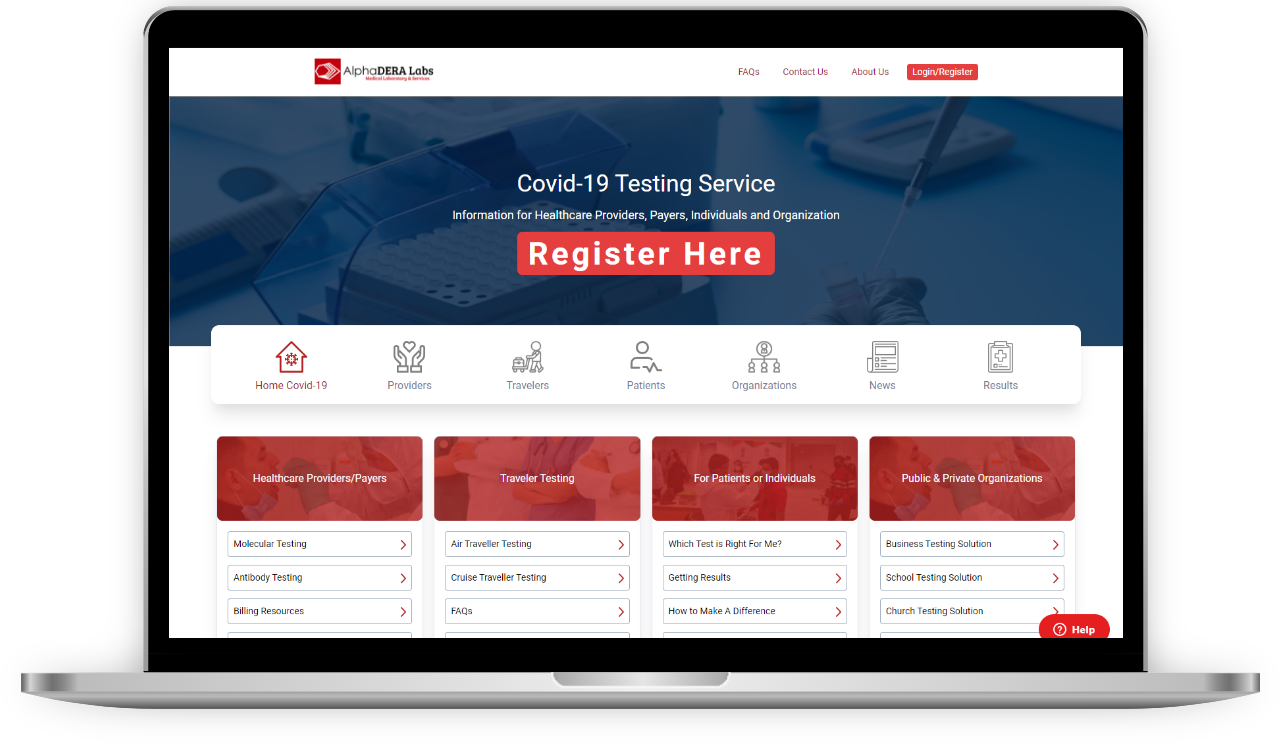 AlphaDERA Labs
Medical Laboratory & Services
FAQs
Contact Us
About Us
Login/Register
Covid-19 Testing Service
Information for Healthcare Providers, Payers, Individuals and Organization
Register Here
Home Covid-19
Providers
Travelers
Patients
Organizations
News
Results
Healthcare Providers/Payers
Traveler Testing
For Patients or Individuals
Public & Private Organizations
Molecular Testing
Air Traveller Testing
Which Test is Right For Me?
Business Testing Solution
Antibody Testing
Cruise Traveller Testing
Getting Results
School Testing Solution
Billing Resources
FAQs
How to Make A Difference
Church Testing Solution
Help